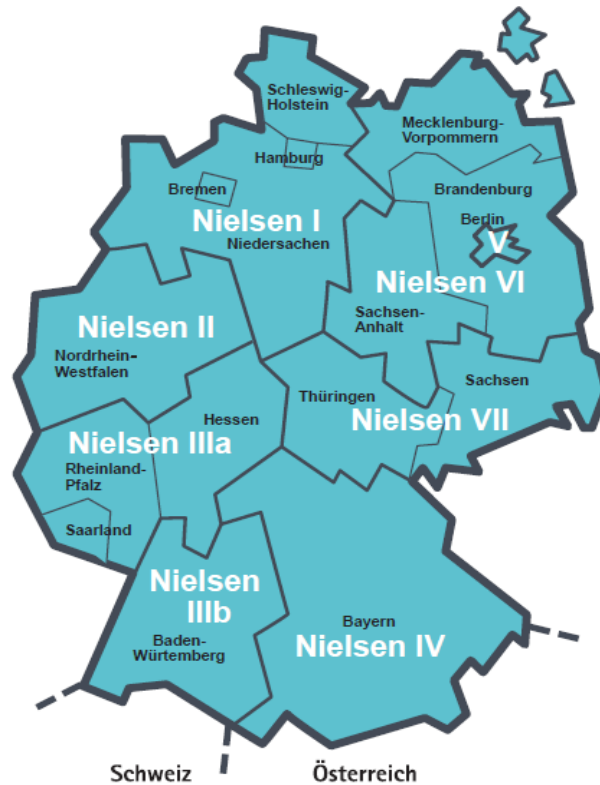 Schleswig-
Holstein
Mecklenburg-
Vorpommern
Hamburg
Bremen
Brandenburg
Berlin
Nielsen I
V
Niedersachen
Nielsen VI
Sachsen-
Anhalt
Nielsen II
Nordrhein-
Westfalen
Sachsen
Thüringen
Hessen
Nielsen VII
Nielsen IIIa
Rheinland-
Pfalz
Saarland
Nielsen
IIIb
Bayern
Baden-
Würtemberg
Nielsen IV
Schweiz
Österreich